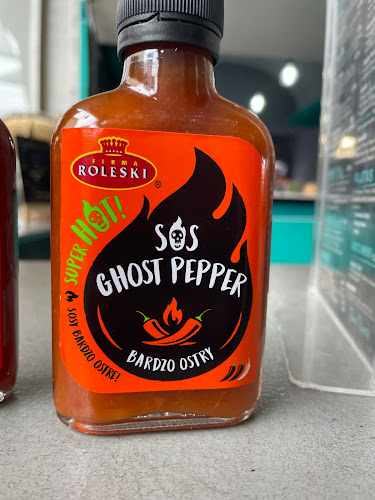 FIRMA
ROLESKI
®
SUPER HOT!
SOSY BARDZO OSTRE!
SOS
GHOST PEPPER
BARDZO OSTRY